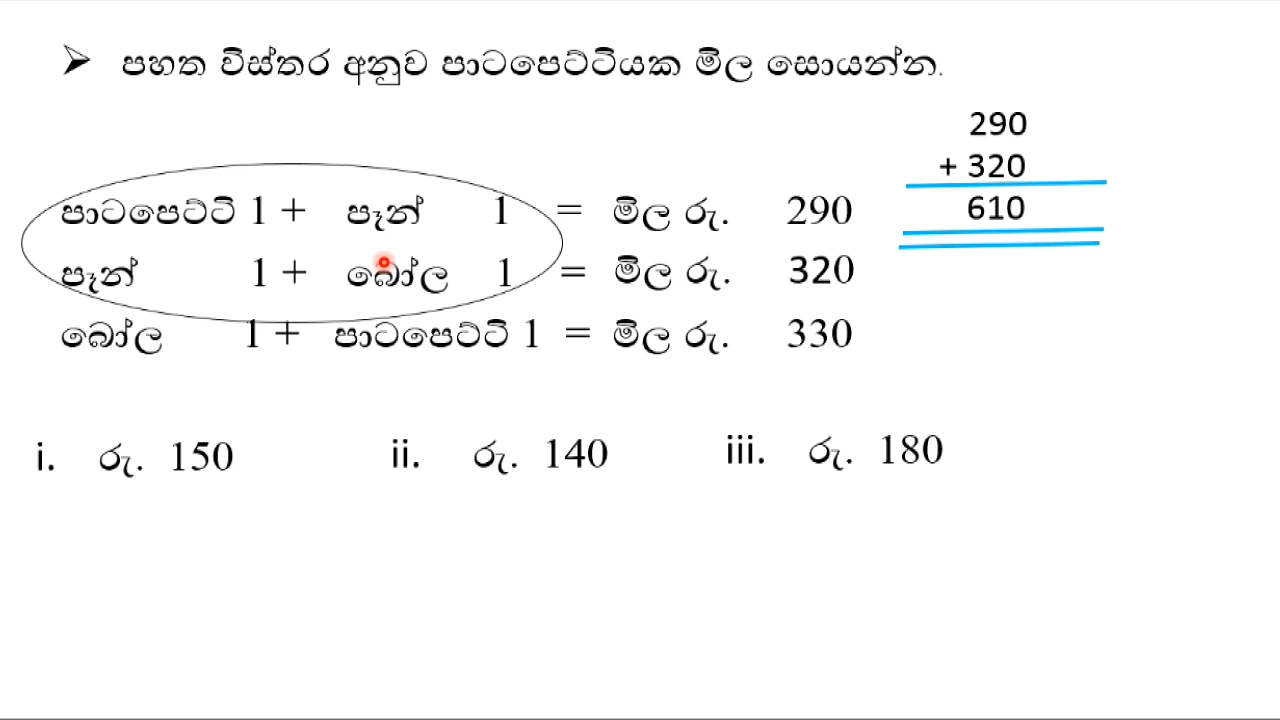 ➢ පහත විස්තර අනුව පාටපෙට්ටියක මිල සොයන්න.
290
+ 320
පාටපෙට්ටි 1 + පෑන් 1 = මිල රු. 290
610
පෑන් 1 + බෝල 1 = මිල රු. 320
බෝල 1 + පාටපෙට්ටි 1 = මිල රු. 330
i. රු. 150 ii. රු. 140 iii. රු. 180